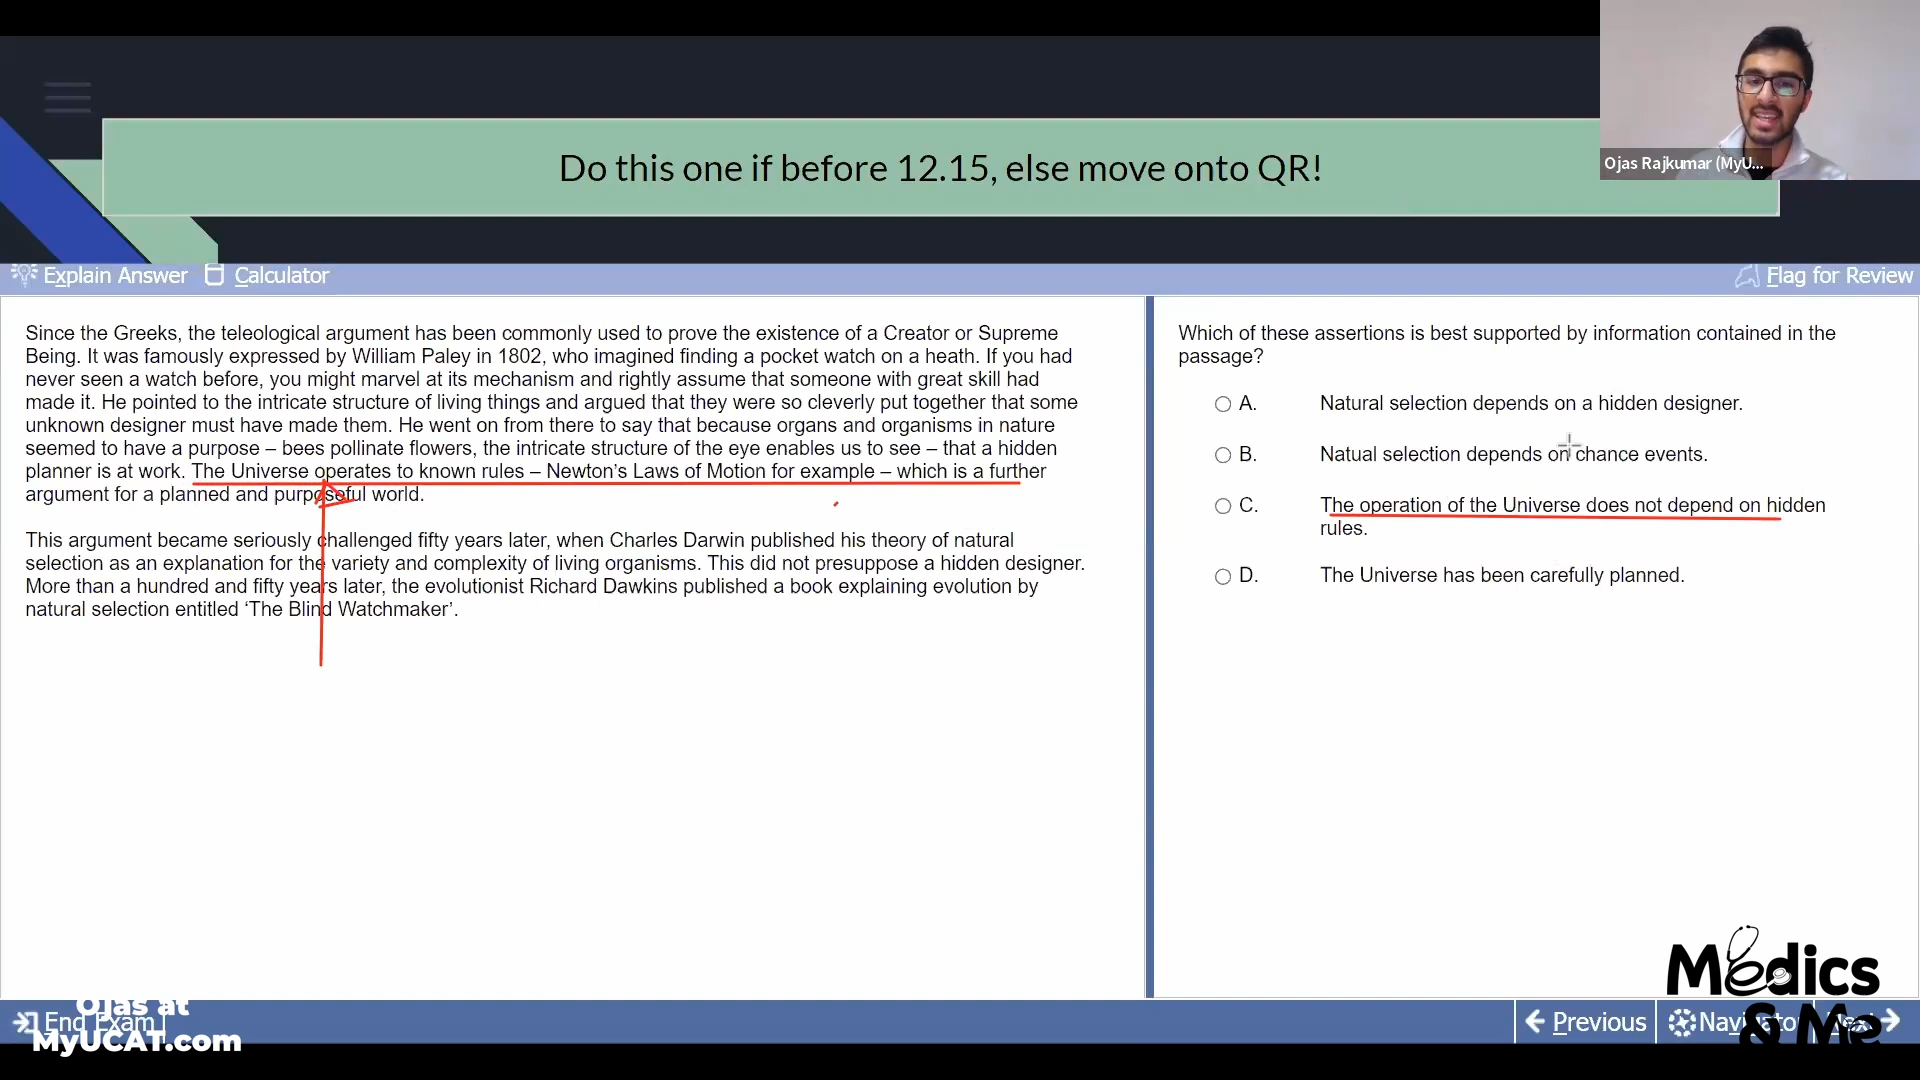 Do this one if before 12.15, else move onto QR!
Ojas Rajkumar (MyU...
Explain Answer
Calculator
Flag for Review
Since the Greeks, the teleological argument has been commonly used to prove the existence of a Creator or Supreme
Being. It was famously expressed by William Paley in 1802, who imagined finding a pocket watch on a heath. If you had
never seen a watch before, you might marvel at its mechanism and rightly assume that someone with great skill had
made it. He pointed to the intricate structure of living things and argued that they were so cleverly put together that some
unknown designer must have made them. He went on from there to say that because organs and organisms in nature
seemed to have a purpose – bees pollinate flowers, the intricate structure of the eye enables us to see – that a hidden
planner is at work. The Universe operates to known rules – Newton's Laws of Motion for example – which is a further
argument for a planned and purposeful world.
This argument became seriously challenged fifty years later, when Charles Darwin published his theory of natural
selection as an explanation for the variety and complexity of living organisms. This did not presuppose a hidden designer.
More than a hundred and fifty years later, the evolutionist Richard Dawkins published a book explaining evolution by
natural selection entitled ‘The Blind Watchmaker’.
Which of these assertions is best supported by information contained in the
passage?
A. Natural selection depends on a hidden designer.
B. Natual selection depends on chance events.
C. The operation of the Universe does not depend on hidden
rules.
D. The Universe has been carefully planned.
Medics
& Me
Ojas at
MyUCAT.com
End Exam
Previous
Navigator
Next